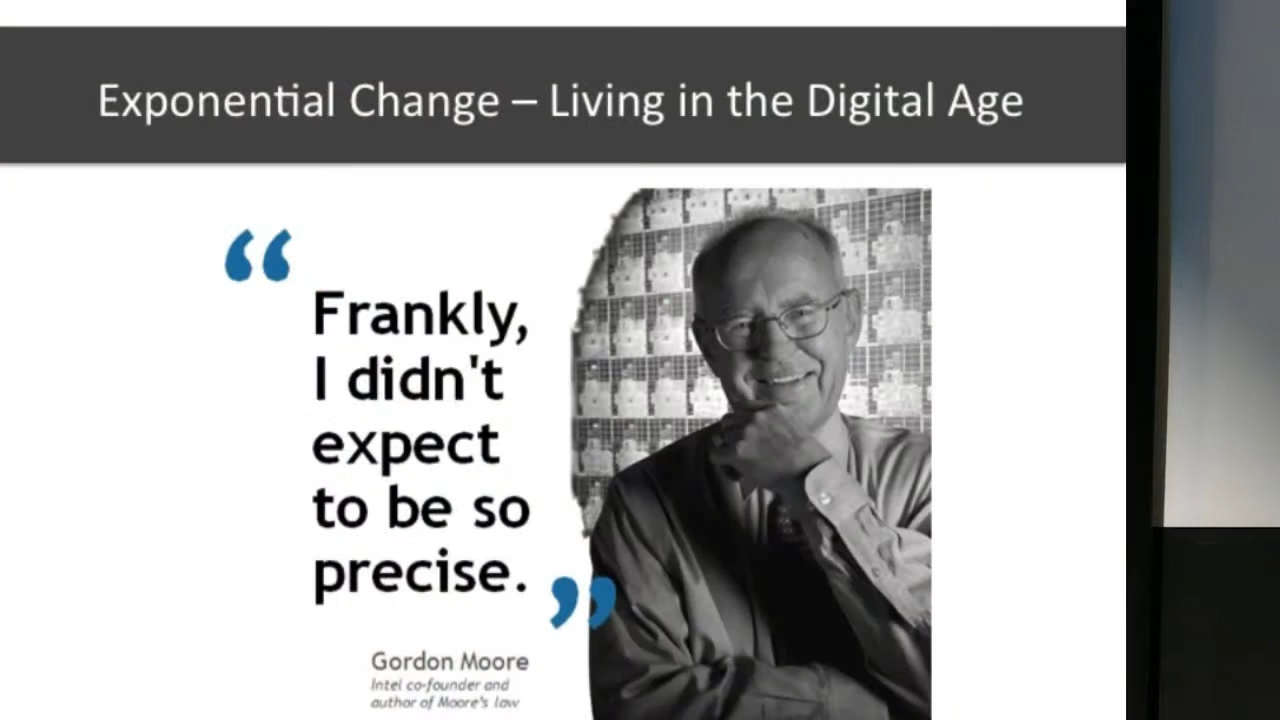 Exponential Change – Living in the Digital Age
“
Frankly,
I didn't
expect
to be so
precise.
”
Gordon Moore
Intel co-founder and
author of Moore's law